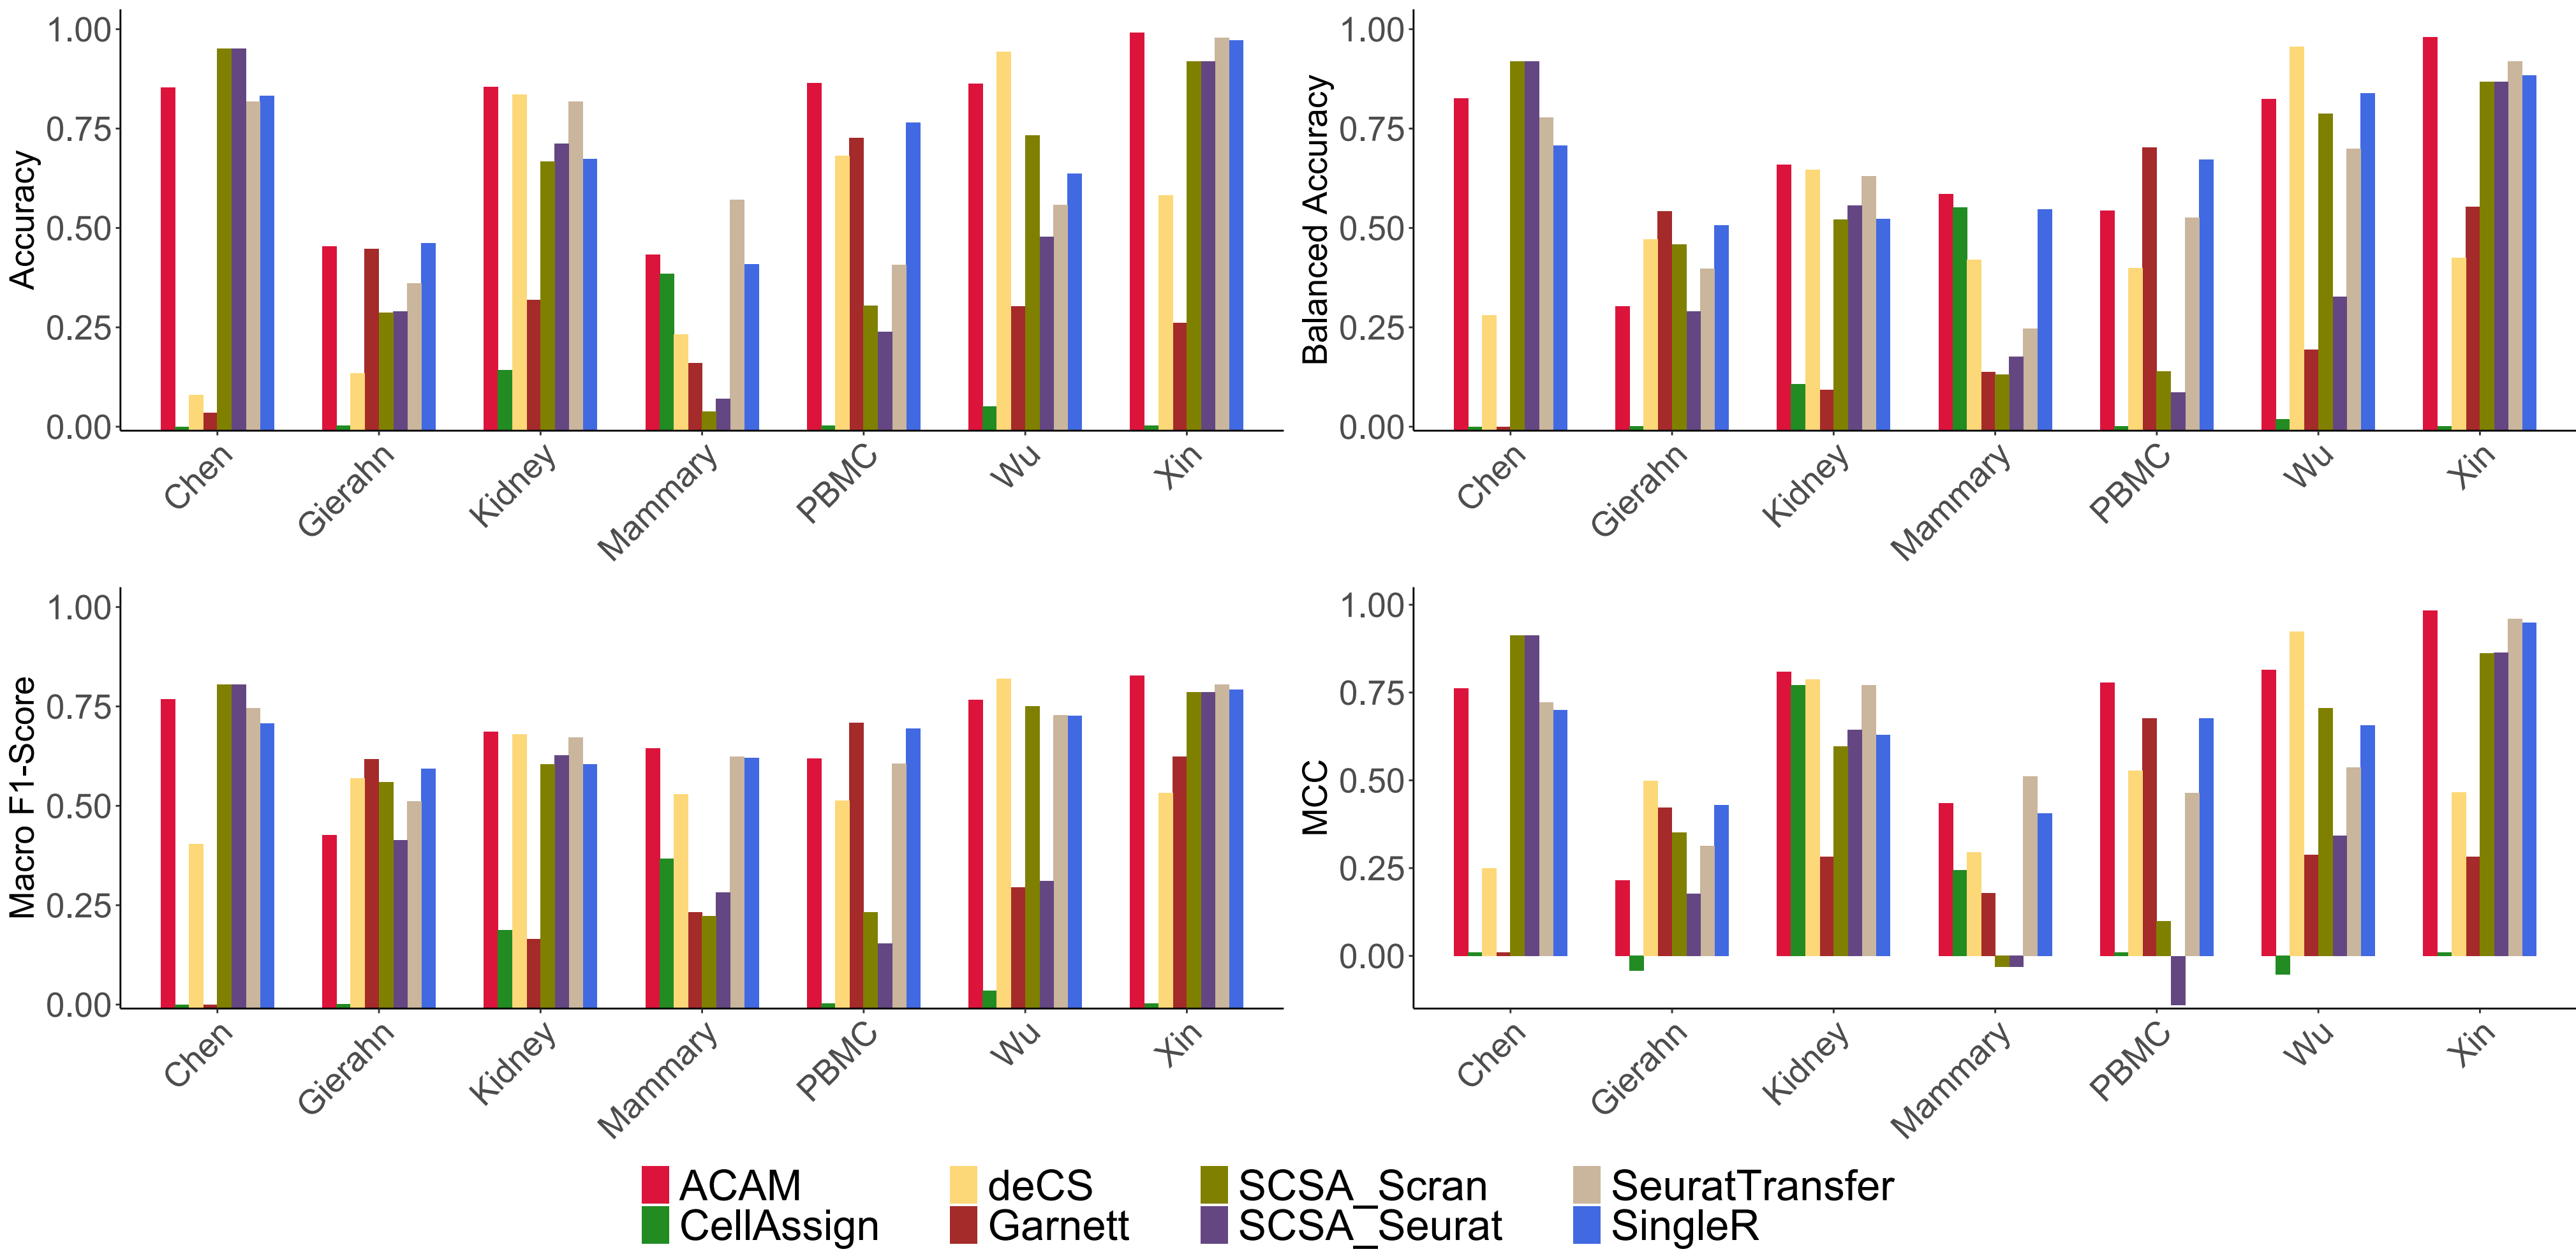 Accuracy
1.00
0.75
0.50
0.25
0.00
Chen Gierahn Kidney Mammary PBMC Wu Xin
Balanced Accuracy
1.00
0.75
0.50
0.25
0.00
Chen Gierahn Kidney Mammary PBMC Wu Xin
Macro F1-Score
1.00
0.75
0.50
0.25
0.00
Chen Gierahn Kidney Mammary PBMC Wu Xin
MCC
1.00
0.75
0.50
0.25
0.00
Chen Gierahn Kidney Mammary PBMC Wu Xin
ACAM deCS SCSA_Scran SeuratTransfer
CellAssign Garnett SCSA_Seurat SingleR